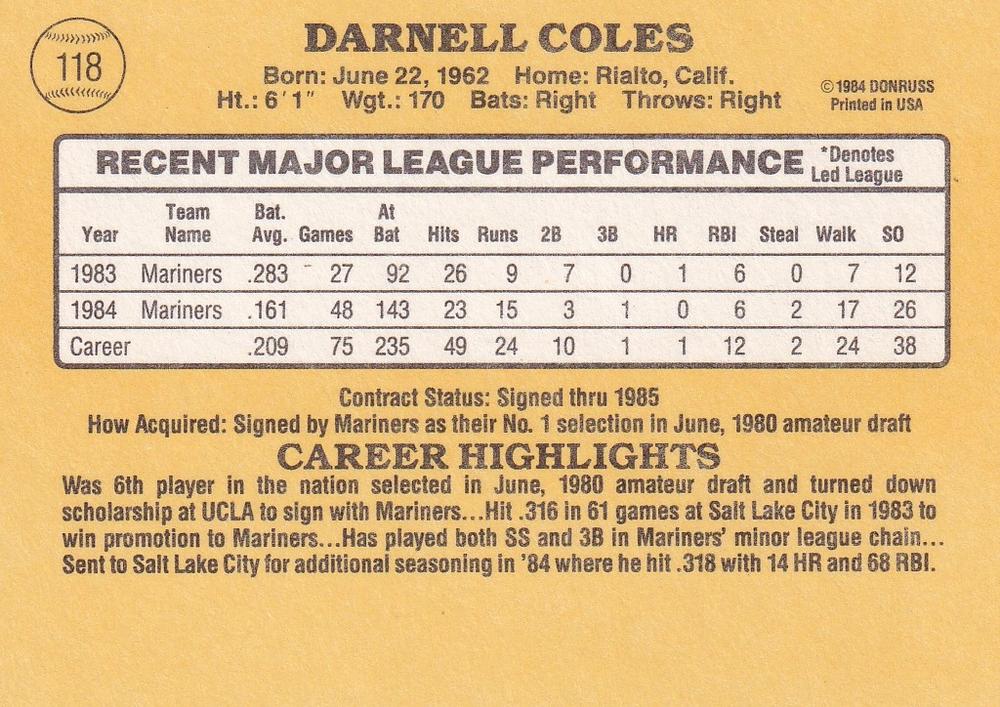 118
DARNELL COLES
Born: June 22, 1962 Home: Rialto, Calif.
Ht.: 6'1" Wgt.: 170 Bats: Right Throws: Right
©1984 DONRUSS
Printed in USA
RECENT MAJOR LEAGUE PERFORMANCE *Denotes
Led League
Year Team Name Bat. Avg. Games At Bat Hits Runs 2B 3B HR RBI Steal Walk SO
1983 Mariners .283 27 92 26 9 7 0 1 6 0 7 12
1984 Mariners .161 48 143 23 15 3 1 0 6 2 17 26
Career .209 75 235 49 24 10 1 1 12 2 24 38
Contract Status: Signed thru 1985
How Acquired: Signed by Mariners as their No. 1 selection in June, 1980 amateur draft
CAREER HIGHLIGHTS
Was 6th player in the nation selected in June, 1980 amateur draft and turned down
scholarship at UCLA to sign with Mariners...Hit .316 in 61 games at Salt Lake City in 1983 to
win promotion to Mariners...Has played both SS and 3B in Mariners' minor league chain...
Sent to Salt Lake City for additional seasoning in '84 where he hit .318 with 14 HR and 68 RBI.